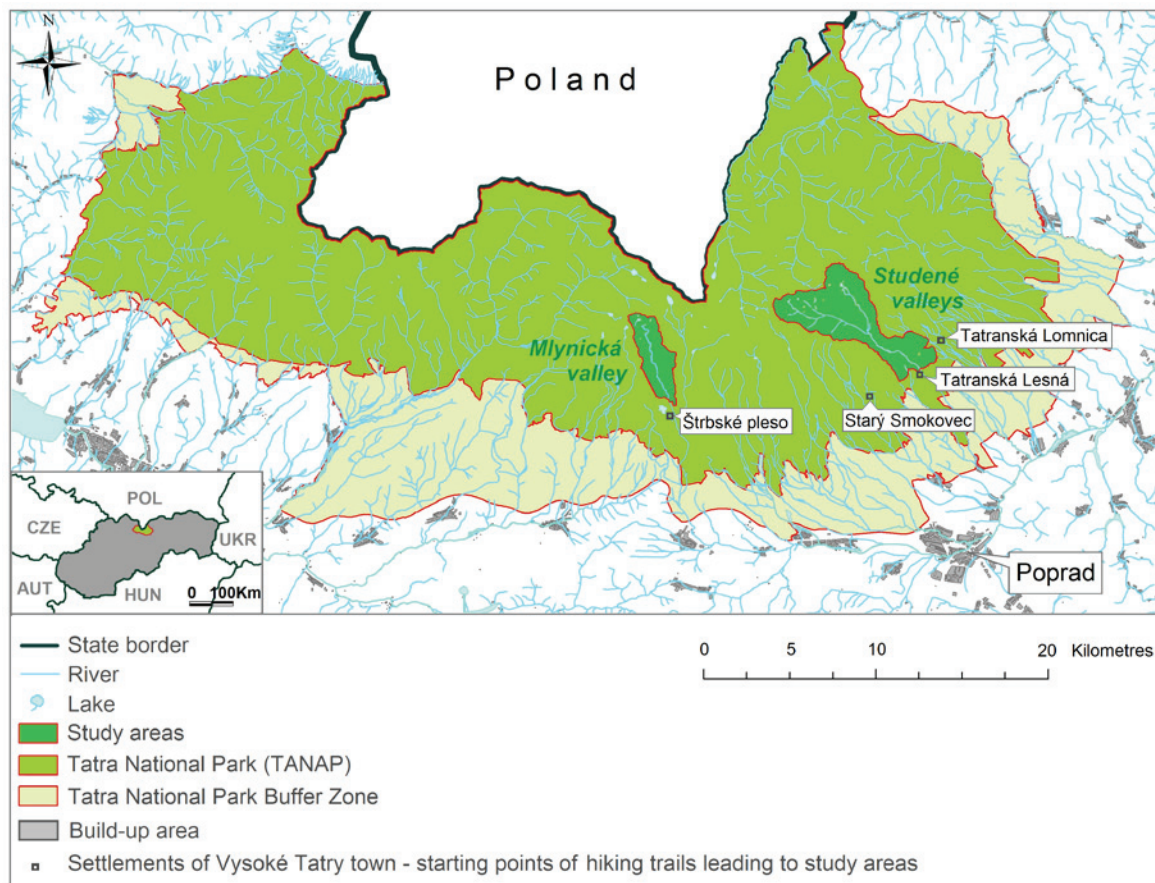 N
Poland
Studené
valleys
Mlynická
valley
Tatranská Lomnica
Tatranská Lesná
Starý Smokovec
Štrbské pleso
Poprad
POL
CZE
UKR
AUT
HUN
0 100Km
State border
River
Lake
Study areas
Tatra National Park (TANAP)
Tatra National Park Buffer Zone
Build-up area
Settlements of Vysoké Tatry town - starting points of hiking trails leading to study areas
0 5 10 20 Kilometres